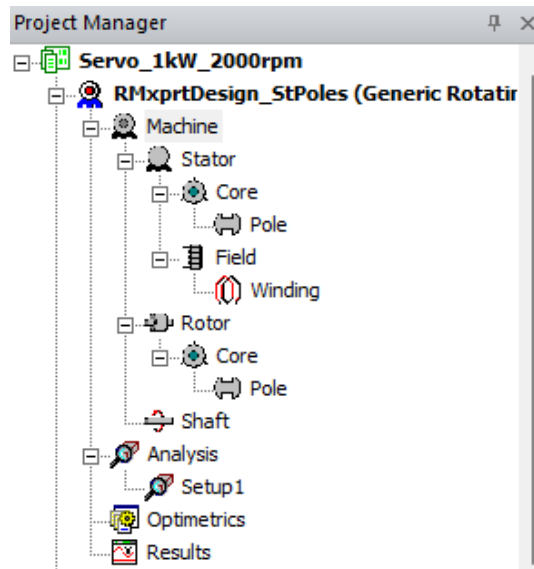 Project Manager
Servo_1kW_2000rpm
RMxprtDesign_StPoles (Generic Rotatir
Machine
Stator
Core
Pole
Field
Winding
Rotor
Core
Pole
Shaft
Analysis
Setup1
Optimetrics
Results